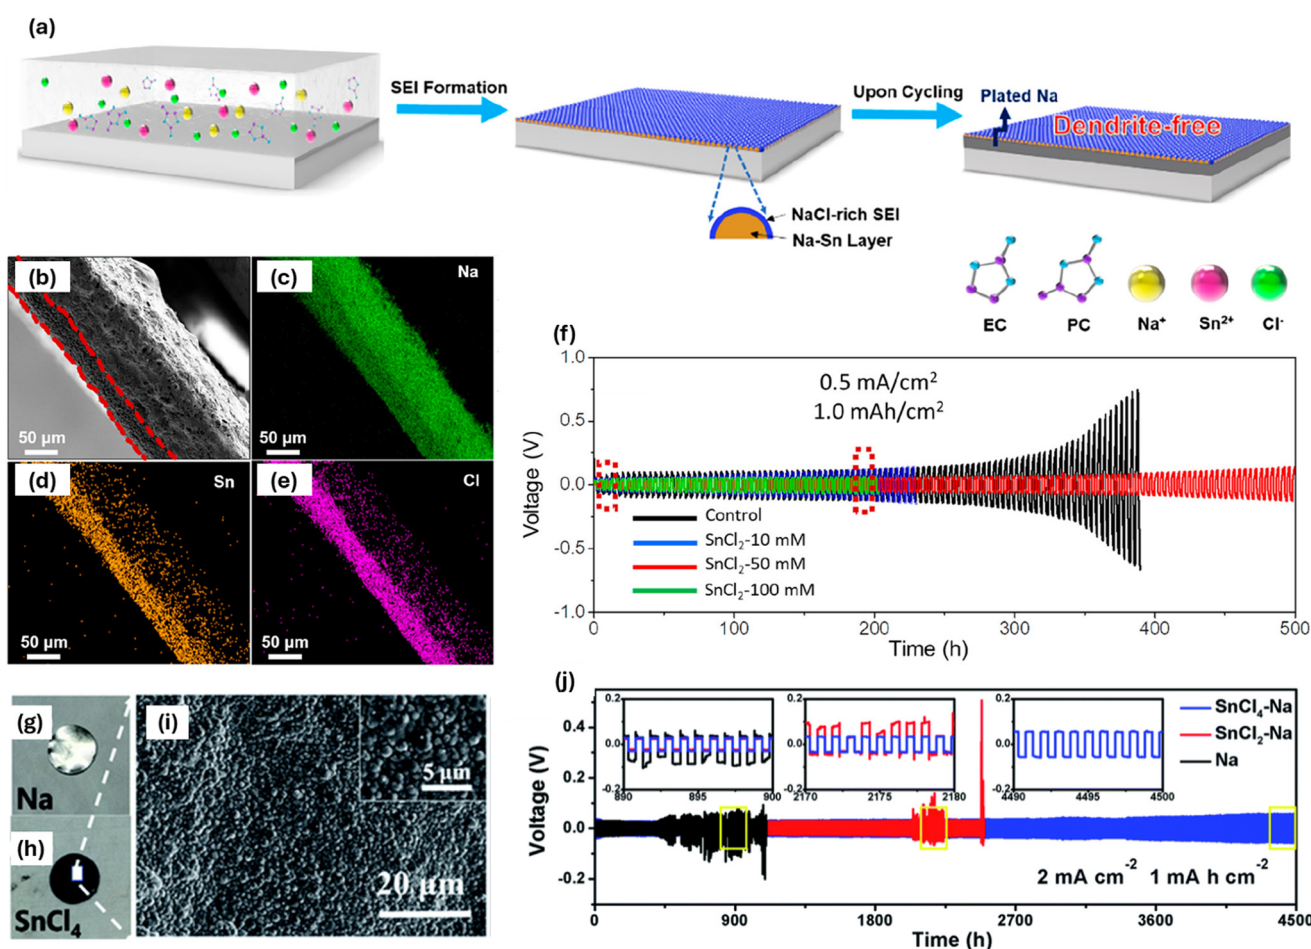 (a)
SEI Formation
Upon Cycling
Plated Na
Dendrite-free
NaCl-rich SEI
Na-Sn Layer
EC
PC
Na⁺
Sn²⁺
Cl⁻
(b)
50 μm
(c)
Na
50 μm
(d)
Sn
50 μm
(e)
Cl
50 μm
(f)
1.0
0.5
0.0
-0.5
-1.0
Voltage (V)
0.5 mA/cm²
1.0 mAh/cm²
Control
SnCl₂-10 mM
SnCl₂-50 mM
SnCl₂-100 mM
0
100
200
300
400
500
Time (h)
(g)
Na
(h)
SnCl₄
(i)
5 μm
20 μm
(j)
0.4
0.2
0.0
-0.2
Voltage (V)
0.2
0.0
-0.2
890
895
900
0.2
0.0
-0.2
2170
2175
2180
0.2
0.0
-0.2
4490
4495
4500
SnCl₄-Na
SnCl₂-Na
Na
2 mA cm⁻² 1 mA h cm⁻²
0
900
1800
2700
3600
4500
Time (h)